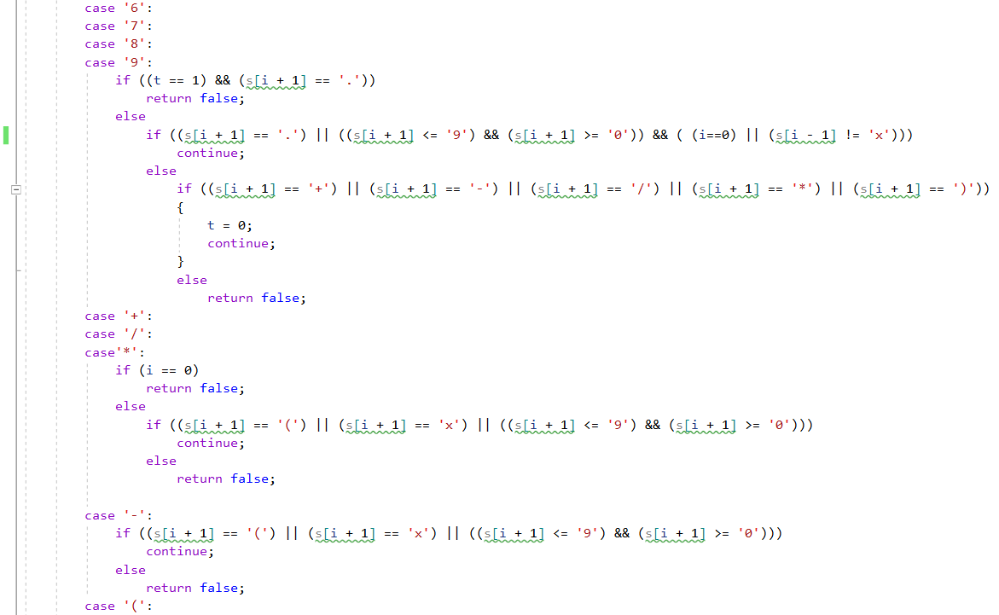 case '6':
case '7':
case '8':
case '9':
if ((t == 1) && (s[i + 1] == '.'))
return false;
else
if ((s[i + 1] == '.') || ((s[i + 1] <= '9') && (s[i + 1] >= '0')) && ( (i==0) || (s[i - 1] != 'x')))
continue;
else
if ((s[i + 1] == '+') || (s[i + 1] == '-') || (s[i + 1] == '/') || (s[i + 1] == '*') || (s[i + 1] == ')'))
{
t = 0;
continue;
}
else
return false;
case '+':
case '/':
case'*':
if (i == 0)
return false;
else
if ((s[i + 1] == '(') || (s[i + 1] == 'x') || ((s[i + 1] <= '9') && (s[i + 1] >= '0')))
continue;
else
return false;
case '-':
if ((s[i + 1] == '(') || (s[i + 1] == 'x') || ((s[i + 1] <= '9') && (s[i + 1] >= '0')))
continue;
else
return false;
case '(':